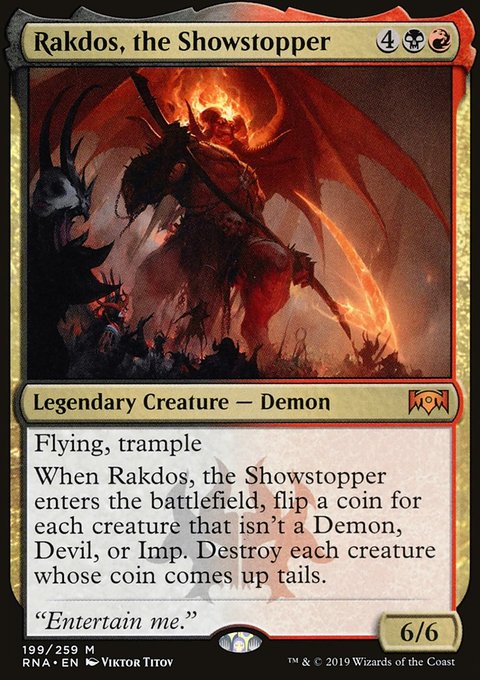 Rakdos, the Showstopper 4
Legendary Creature — Demon
Flying, trample
When Rakdos, the Showstopper
enters the battlefield, flip a coin for
each creature that isn't a Demon,
Devil, or Imp. Destroy each creature
whose coin comes up tails.
“Entertain me.”
6/6
199/259 M
RNA • EN Viktor Titov
™ & © 2019 Wizards of the Coast